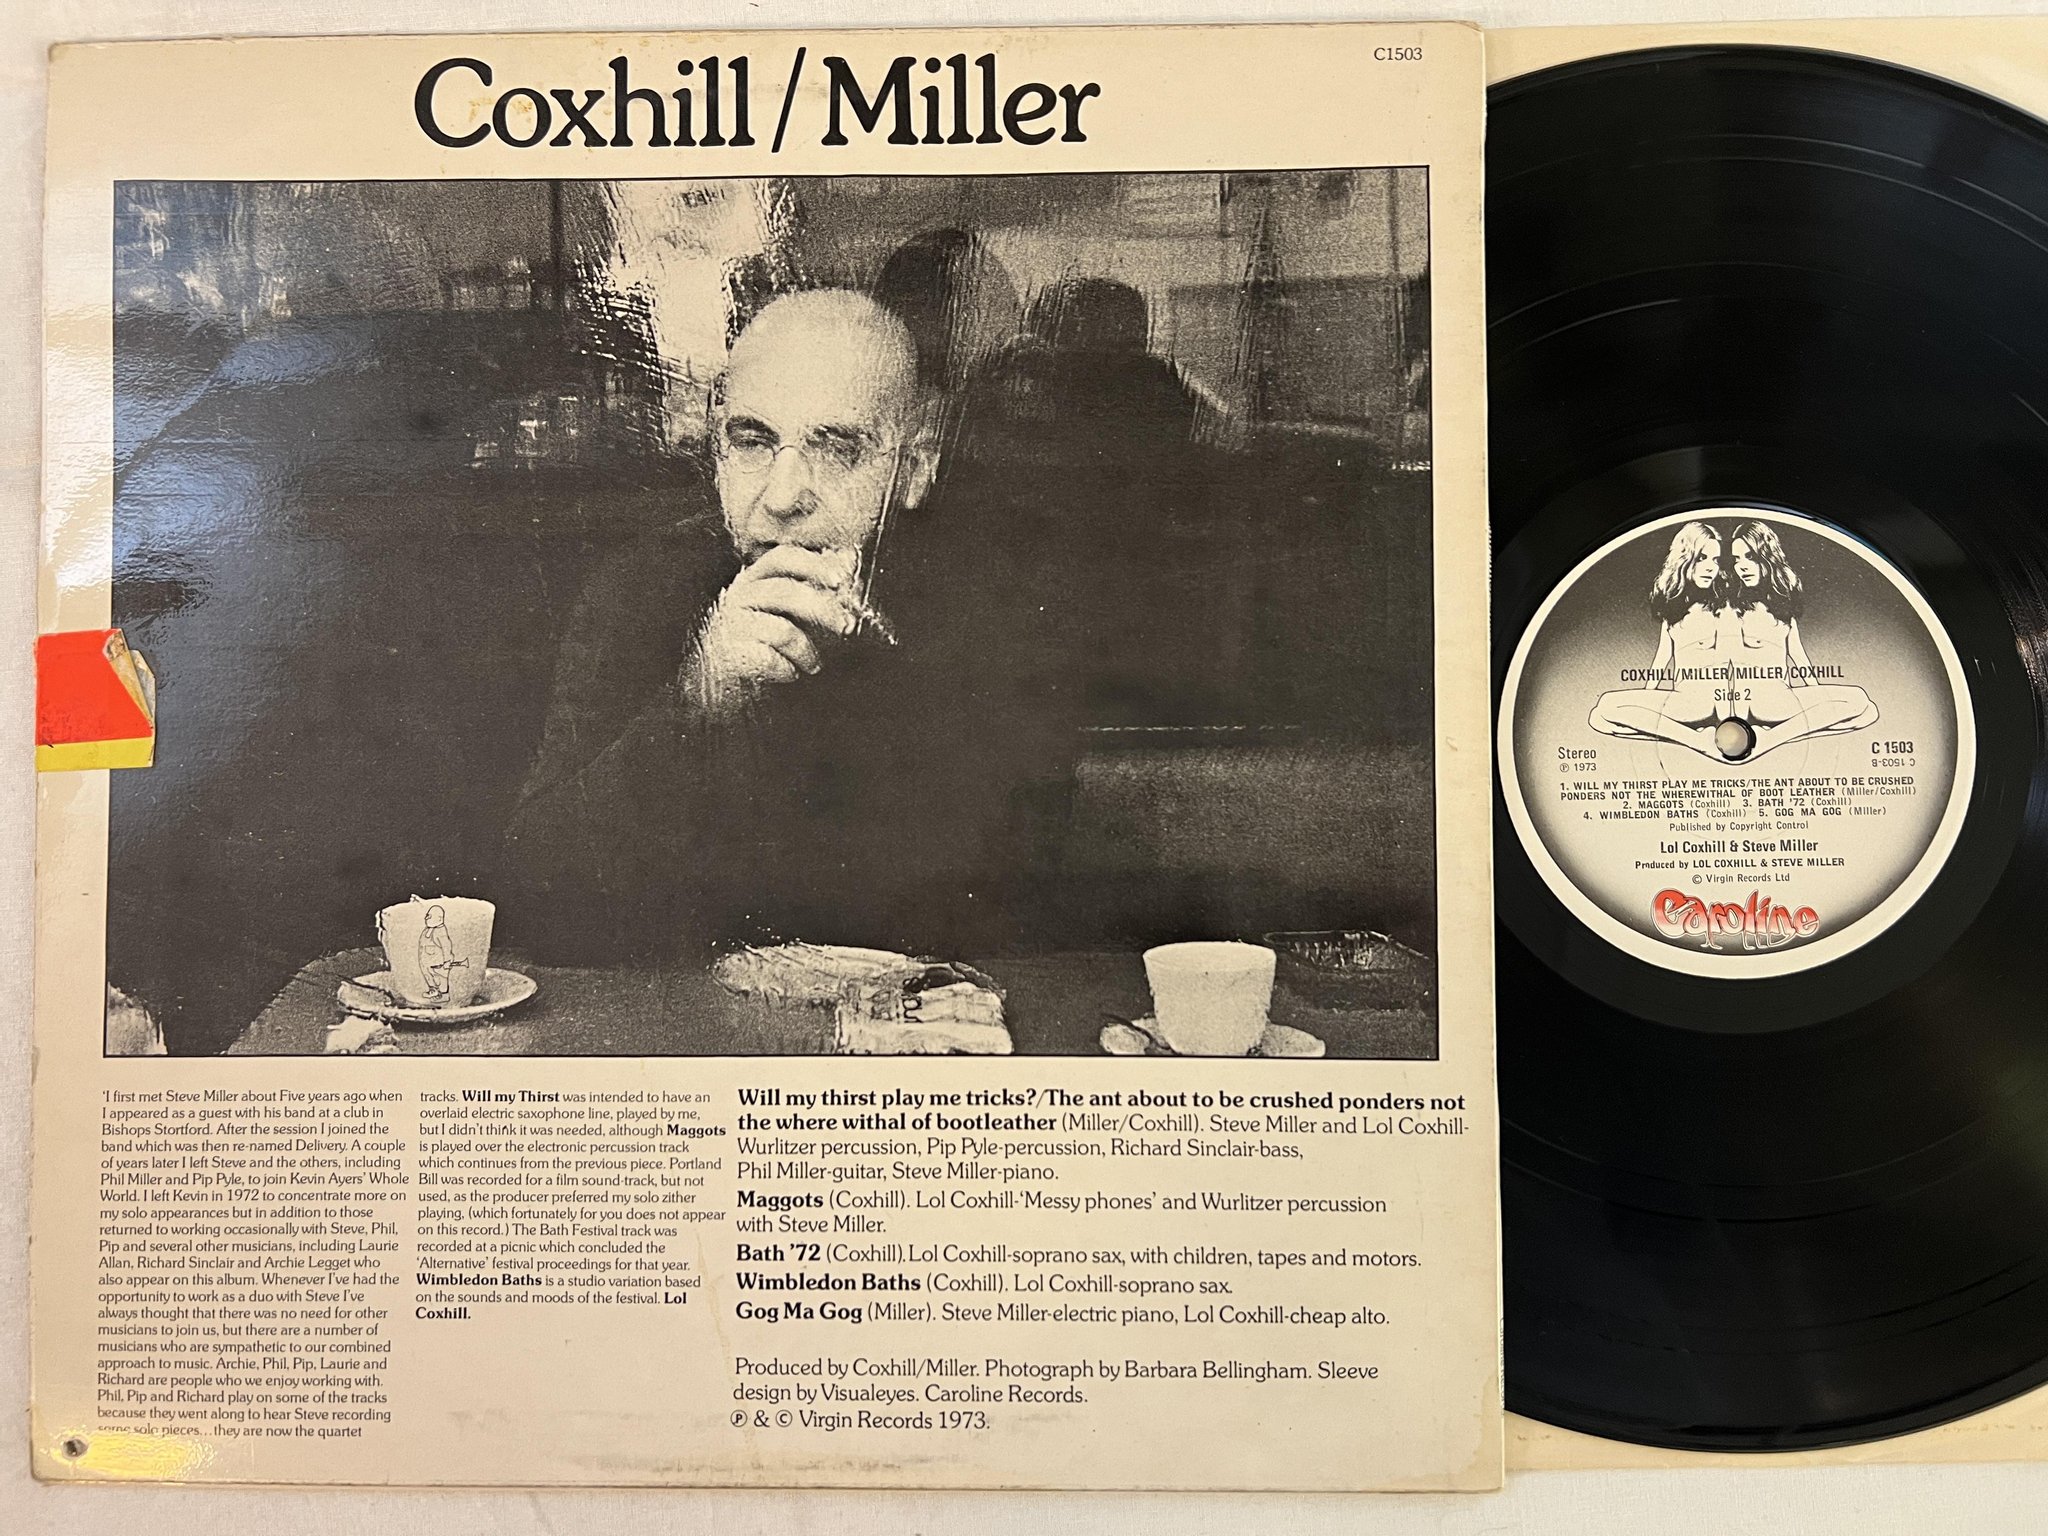 Coxhill/Miller
C1503
'I first met Steve Miller about Five years ago when
I appeared as a guest with his band at a club in
Bishops Stortford. After the session I joined the
band which was then re-named Delivery. A couple
of years later I left Steve and the others, including
Phil Miller and Pip Pyle, to join Kevin Ayers' Whole
World. I left Kevin in 1972 to concentrate more on
my solo appearances but in addition to those
returned to working occasionally with Steve, Phil,
Pip and several other musicians, including Laurie
Allan, Richard Sinclair and Archie Legget who
also appear on this album. Whenever I've had the
opportunity to work as a duo with Steve I've
always thought that there was no need for other
musicians to join us, but there are a number of
musicians who are sympathetic to our combined
approach to music. Archie, Phil, Pip, Laurie and
Richard are people who we enjoy working with.
Phil, Pip and Richard play on some of the tracks
because they went along to hear Steve recording
some solo pieces...they are now the quartet
tracks. Will my Thirst was intended to have an
overlaid electric saxophone line, played by me,
but I didn't think it was needed, although Maggots
is played over the electronic percussion track
which continues from the previous piece. Portland
Bill was recorded for a film sound-track, but not
used, as the producer preferred my solo zither
playing, (which fortunately for you does not appear
on this record.) The Bath Festival track was
recorded at a picnic which concluded the
'Alternative' festival proceedings for that year.
Wimbledon Baths is a studio variation based
on the sounds and moods of the festival. Lol
Coxhill.
Will my thirst play me tricks?/The ant about to be crushed ponders not
the where withal of bootleather (Miller/Coxhill). Steve Miller and Lol Coxhill-
Wurlitzer percussion, Pip Pyle-percussion, Richard Sinclair-bass,
Phil Miller-guitar, Steve Miller-piano.
Maggots (Coxhill). Lol Coxhill-'Messy phones' and Wurlitzer percussion
with Steve Miller.
Bath '72 (Coxhill). Lol Coxhill-soprano sax, with children, tapes and motors.
Wimbledon Baths (Coxhill). Lol Coxhill-soprano sax.
Gog Ma Gog (Miller). Steve Miller-electric piano, Lol Coxhill-cheap alto.
Produced by Coxhill/Miller. Photograph by Barbara Bellingham. Sleeve
design by Visualeyes. Caroline Records.
℗ & © Virgin Records 1973.
COXHILL/MILLER/MILLER/COXHILL
Side 2
Stereo
℗ 1973
C 1503
C 1503-B
1. WILL MY THIRST PLAY ME TRICKS/THE ANT ABOUT TO BE CRUSHED
PONDERS NOT THE WHEREWITHAL OF BOOT LEATHER (Miller/Coxhill)
2. MAGGOTS (Coxhill) 3. BATH '72 (Coxhill)
4. WIMBLEDON BATHS (Coxhill) 5. GOG MA GOG (Miller)
Published by Copyright Control
Lol Coxhill & Steve Miller
Produced by LOL COXHILL & STEVE MILLER
© Virgin Records Ltd
Caroline